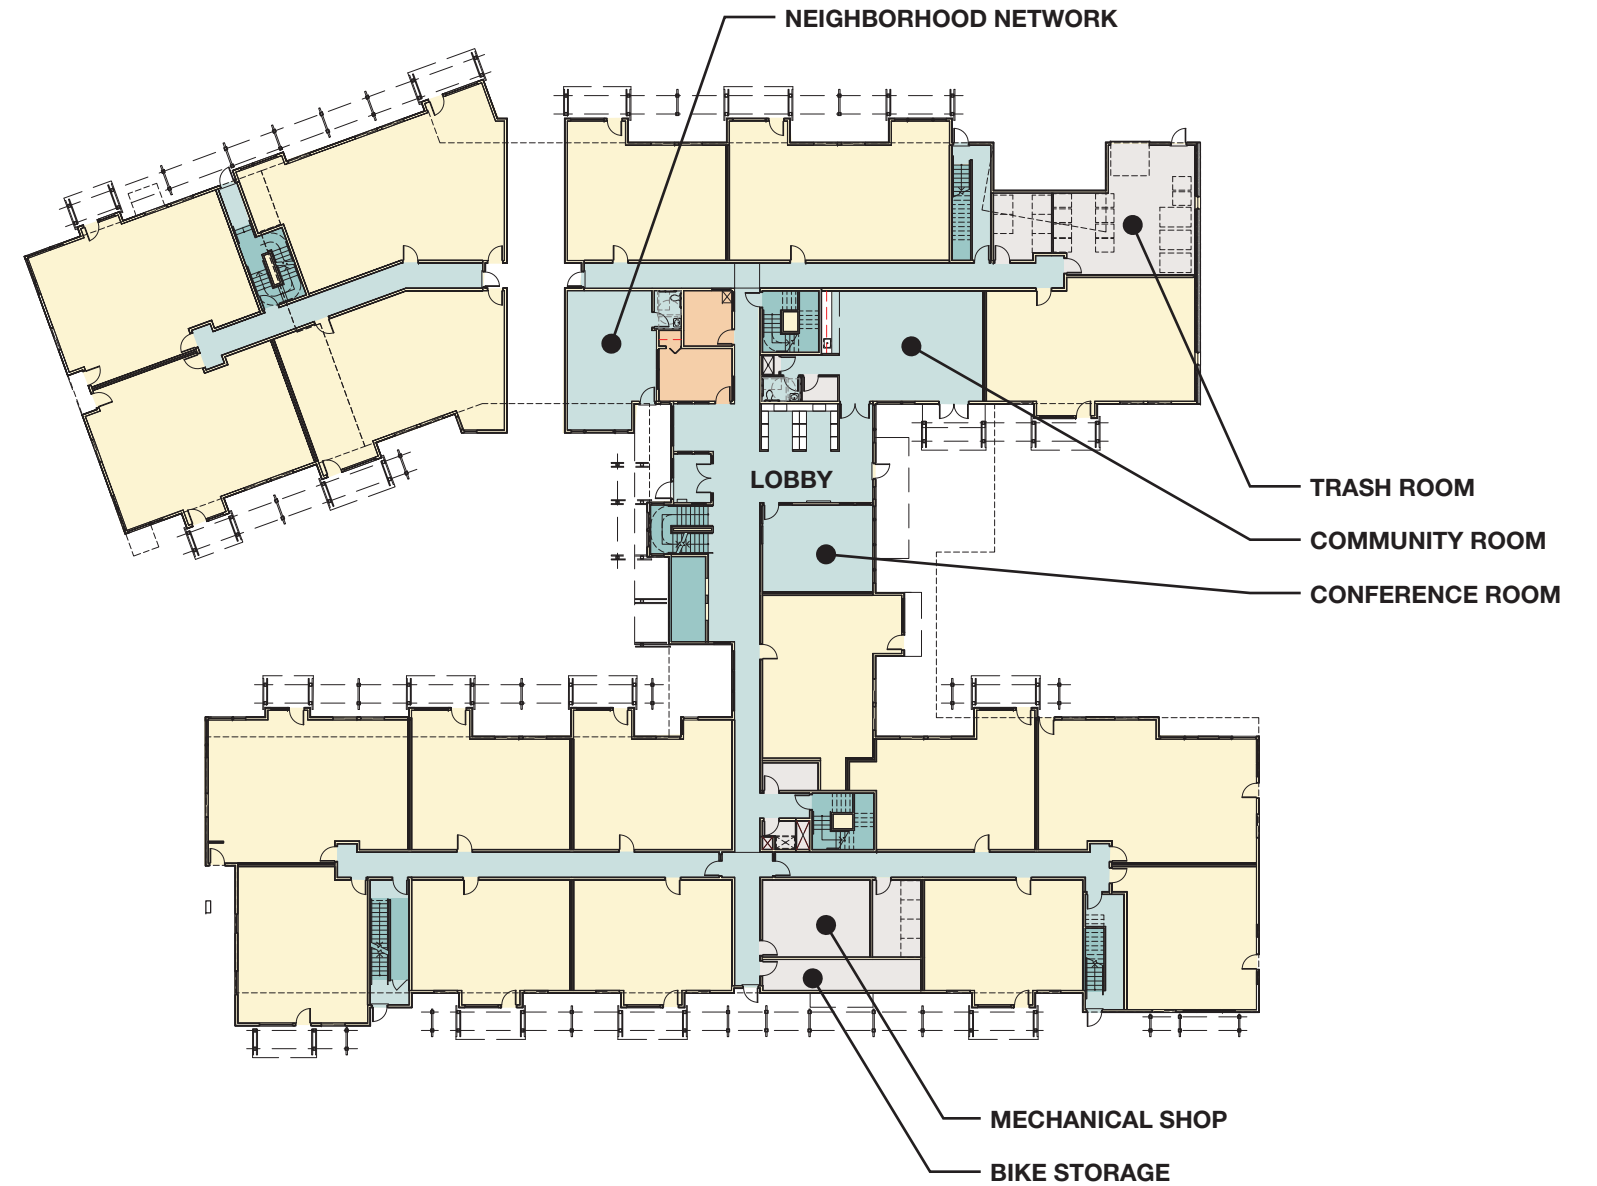 NEIGHBORHOOD NETWORK
LOBBY
TRASH ROOM
COMMUNITY ROOM
CONFERENCE ROOM
MECHANICAL SHOP
BIKE STORAGE